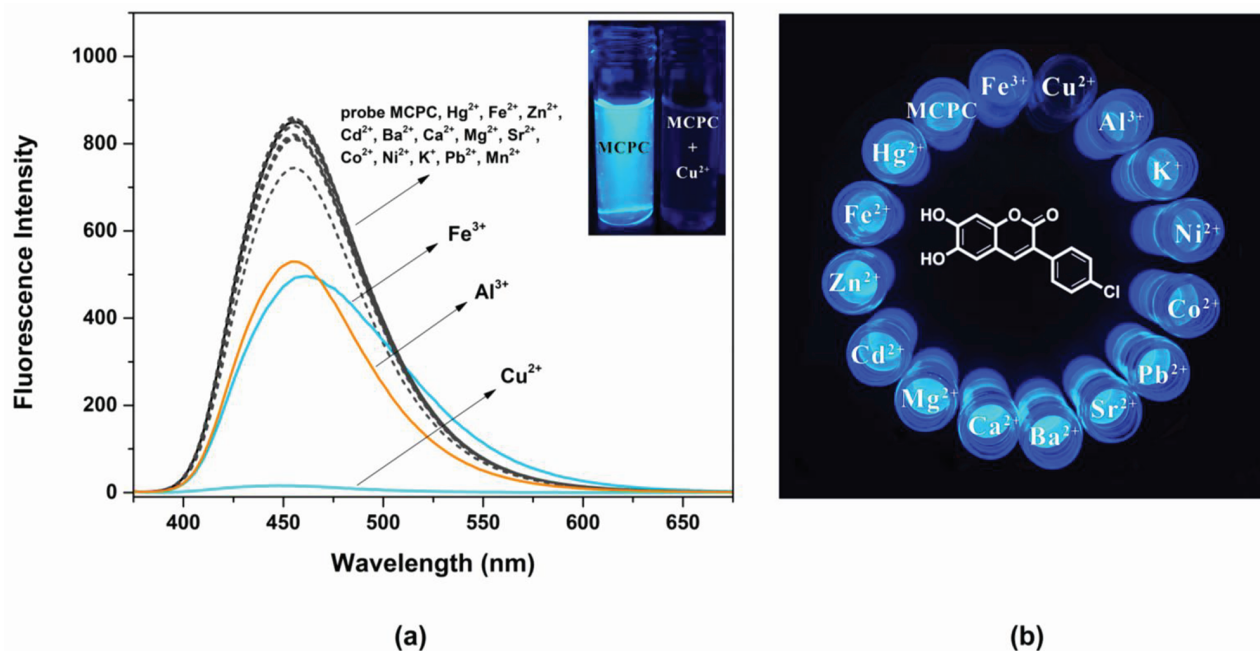 1000
800
600
400
200
0
400
450
500
550
600
650
Fluorescence Intensity
Wavelength (nm)
probe MCPC, Hg²⁺, Fe²⁺, Zn²⁺,
Cd²⁺, Ba²⁺, Ca²⁺, Mg²⁺, Sr²⁺,
Co²⁺, Ni²⁺, K⁺, Pb²⁺, Mn²⁺
Fe³⁺
Al³⁺
Cu²⁺
MCPC
MCPC
+
Cu²⁺
(a)
Fe³⁺
Cu²⁺
Al³⁺
K⁺
Ni²⁺
Co²⁺
Pb²⁺
Sr²⁺
Ba²⁺
Ca²⁺
Mg²⁺
Cd²⁺
Zn²⁺
Fe²⁺
Hg²⁺
MCPC
HO
HO
O
O
Cl
(b)